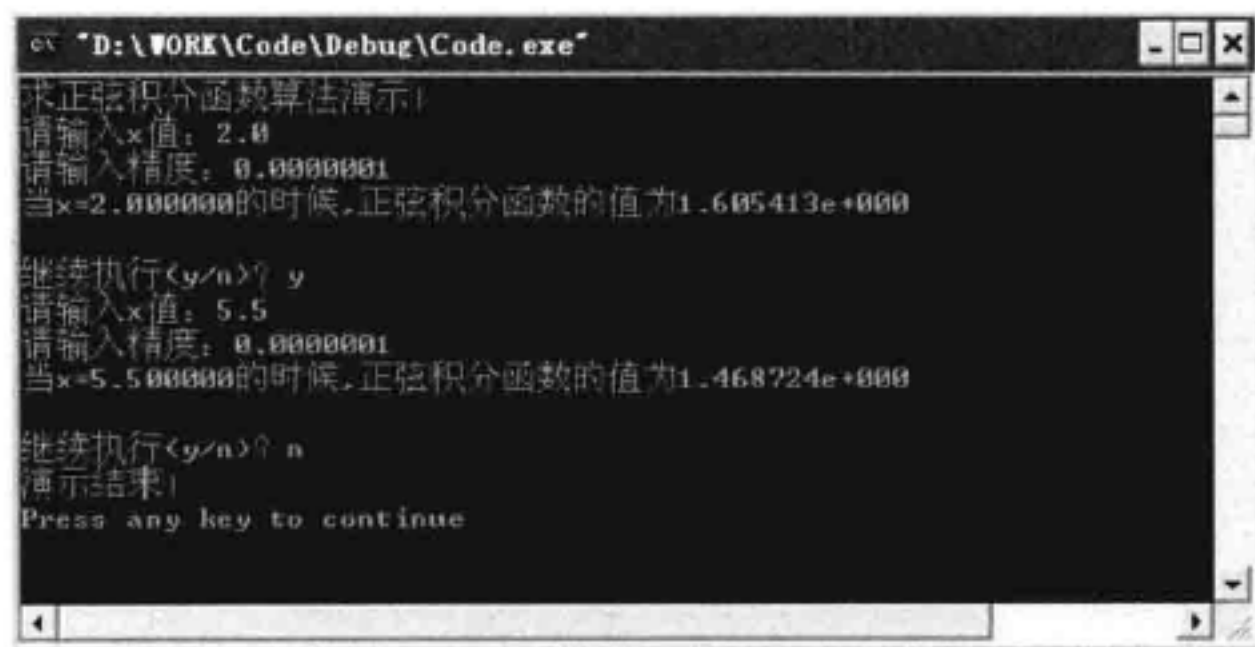 "D:\WORK\Code\Debug\Code.exe"
求正弦积分函数算法演示!
请输入x值: 2.0
请输入精度: 0.0000001
当x=2.000000的时候,正弦积分函数的值为1.605413e+000
继续执行(y/n)? y
请输入x值: 5.5
请输入精度: 0.0000001
当x=5.500000的时候,正弦积分函数的值为1.468724e+000
继续执行(y/n)? n
演示结束!
Press any key to continue